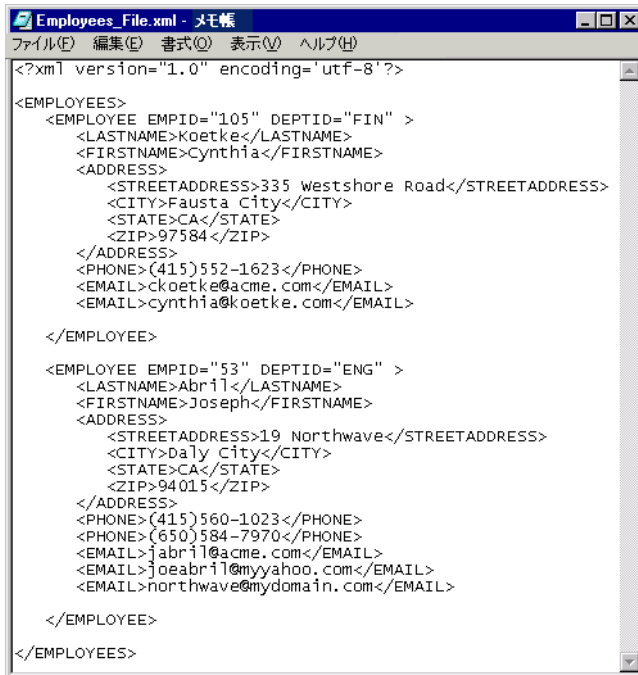 Employees_File.xml - メモ帳
ファイル(F) 編集(E) 書式(O) 表示(V) ヘルプ(H)
<?xml version="1.0" encoding='utf-8'?>
<EMPLOYEES>
<EMPLOYEE EMPID="105" DEPTID="FIN" >
<LASTNAME>Koetke</LASTNAME>
<FIRSTNAME>Cynthia</FIRSTNAME>
<ADDRESS>
<STREETADDRESS>335 Westshore Road</STREETADDRESS>
<CITY>Fausta City</CITY>
<STATE>CA</STATE>
<ZIP>97584</ZIP>
</ADDRESS>
<PHONE>(415)552-1623</PHONE>
<EMAIL>ckoetke@acme.com</EMAIL>
<EMAIL>cynthia@koetke.com</EMAIL>
</EMPLOYEE>
<EMPLOYEE EMPID="53" DEPTID="ENG" >
<LASTNAME>Abril</LASTNAME>
<FIRSTNAME>Joseph</FIRSTNAME>
<ADDRESS>
<STREETADDRESS>19 Northwave</STREETADDRESS>
<CITY>Daly City</CITY>
<STATE>CA</STATE>
<ZIP>94015</ZIP>
</ADDRESS>
<PHONE>(415)560-1023</PHONE>
<PHONE>(650)584-7970</PHONE>
<EMAIL>jabril@acme.com</EMAIL>
<EMAIL>joeabril@myyahoo.com</EMAIL>
<EMAIL>northwave@mydomain.com</EMAIL>
</EMPLOYEE>
</EMPLOYEES>